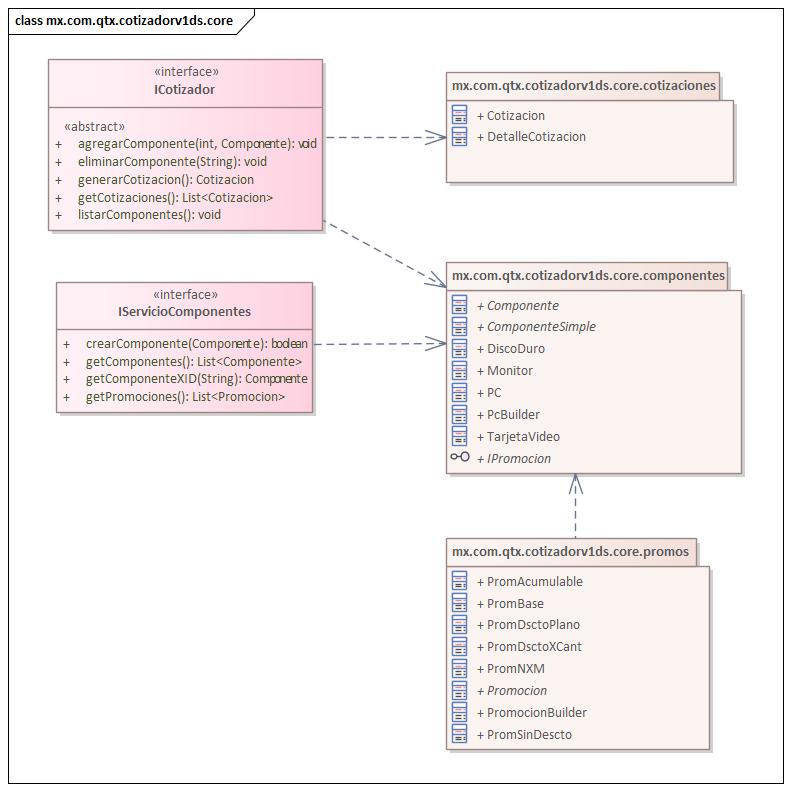 class mx.com.qtx.cotizadorv1ds.core
«interface»
ICotizador
«abstract»
+ agregarComponente(int, Componente): void
+ eliminarComponente(String): void
+ generarCotizacion(): Cotizacion
+ getCotizaciones(): List<Cotizacion>
+ listarComponentes(): void
mx.com.qtx.cotizadorv1ds.core.cotizaciones
+ Cotizacion
+ DetalleCotizacion
«interface»
IServicioComponentes
+ crearComponente(Componente): boolean
+ getComponentes(): List<Componente>
+ getComponenteXID(String): Componente
+ getPromociones(): List<Promocion>
mx.com.qtx.cotizadorv1ds.core.componentes
+ Componente
+ ComponenteSimple
+ DiscoDuro
+ Monitor
+ PC
+ PcBuilder
+ TarjetaVideo
+ IPromocion
mx.com.qtx.cotizadorv1ds.core.promos
+ PromAcumulable
+ PromBase
+ PromDsctoPlano
+ PromDsctoXCant
+ PromNXM
+ Promocion
+ PromocionBuilder
+ PromSinDescto